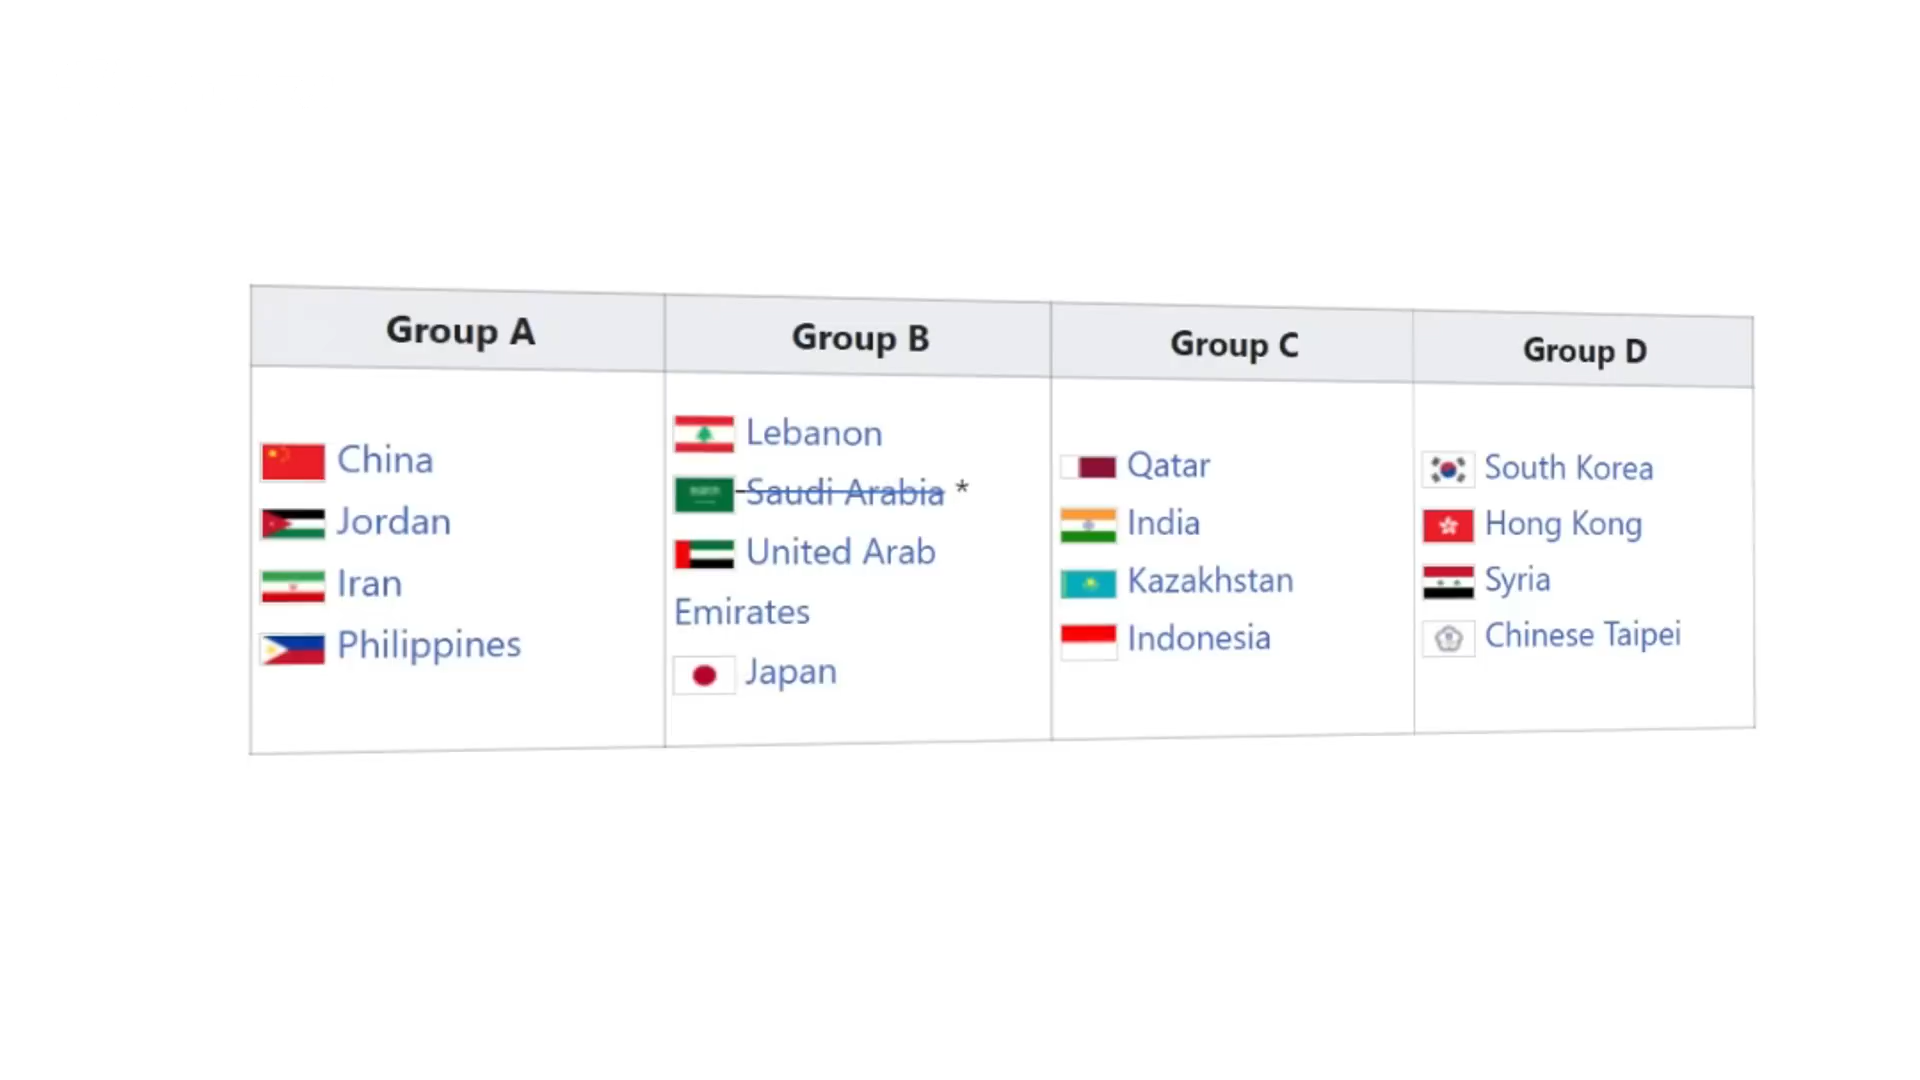 Group A
China
Jordan
Iran
Philippines
Group B
Lebanon
Saudi Arabia *
United Arab
Emirates
Japan
Group C
Qatar
India
Kazakhstan
Indonesia
Group D
South Korea
Hong Kong
Syria
Chinese Taipei